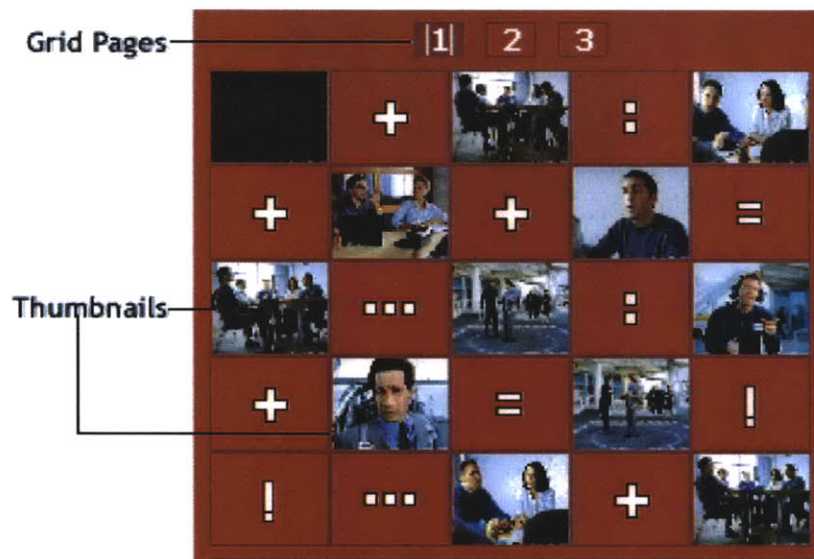 Grid Pages
1 2 3
+ :
+ + =
Thumbnails
... :
+ = !
! ... +